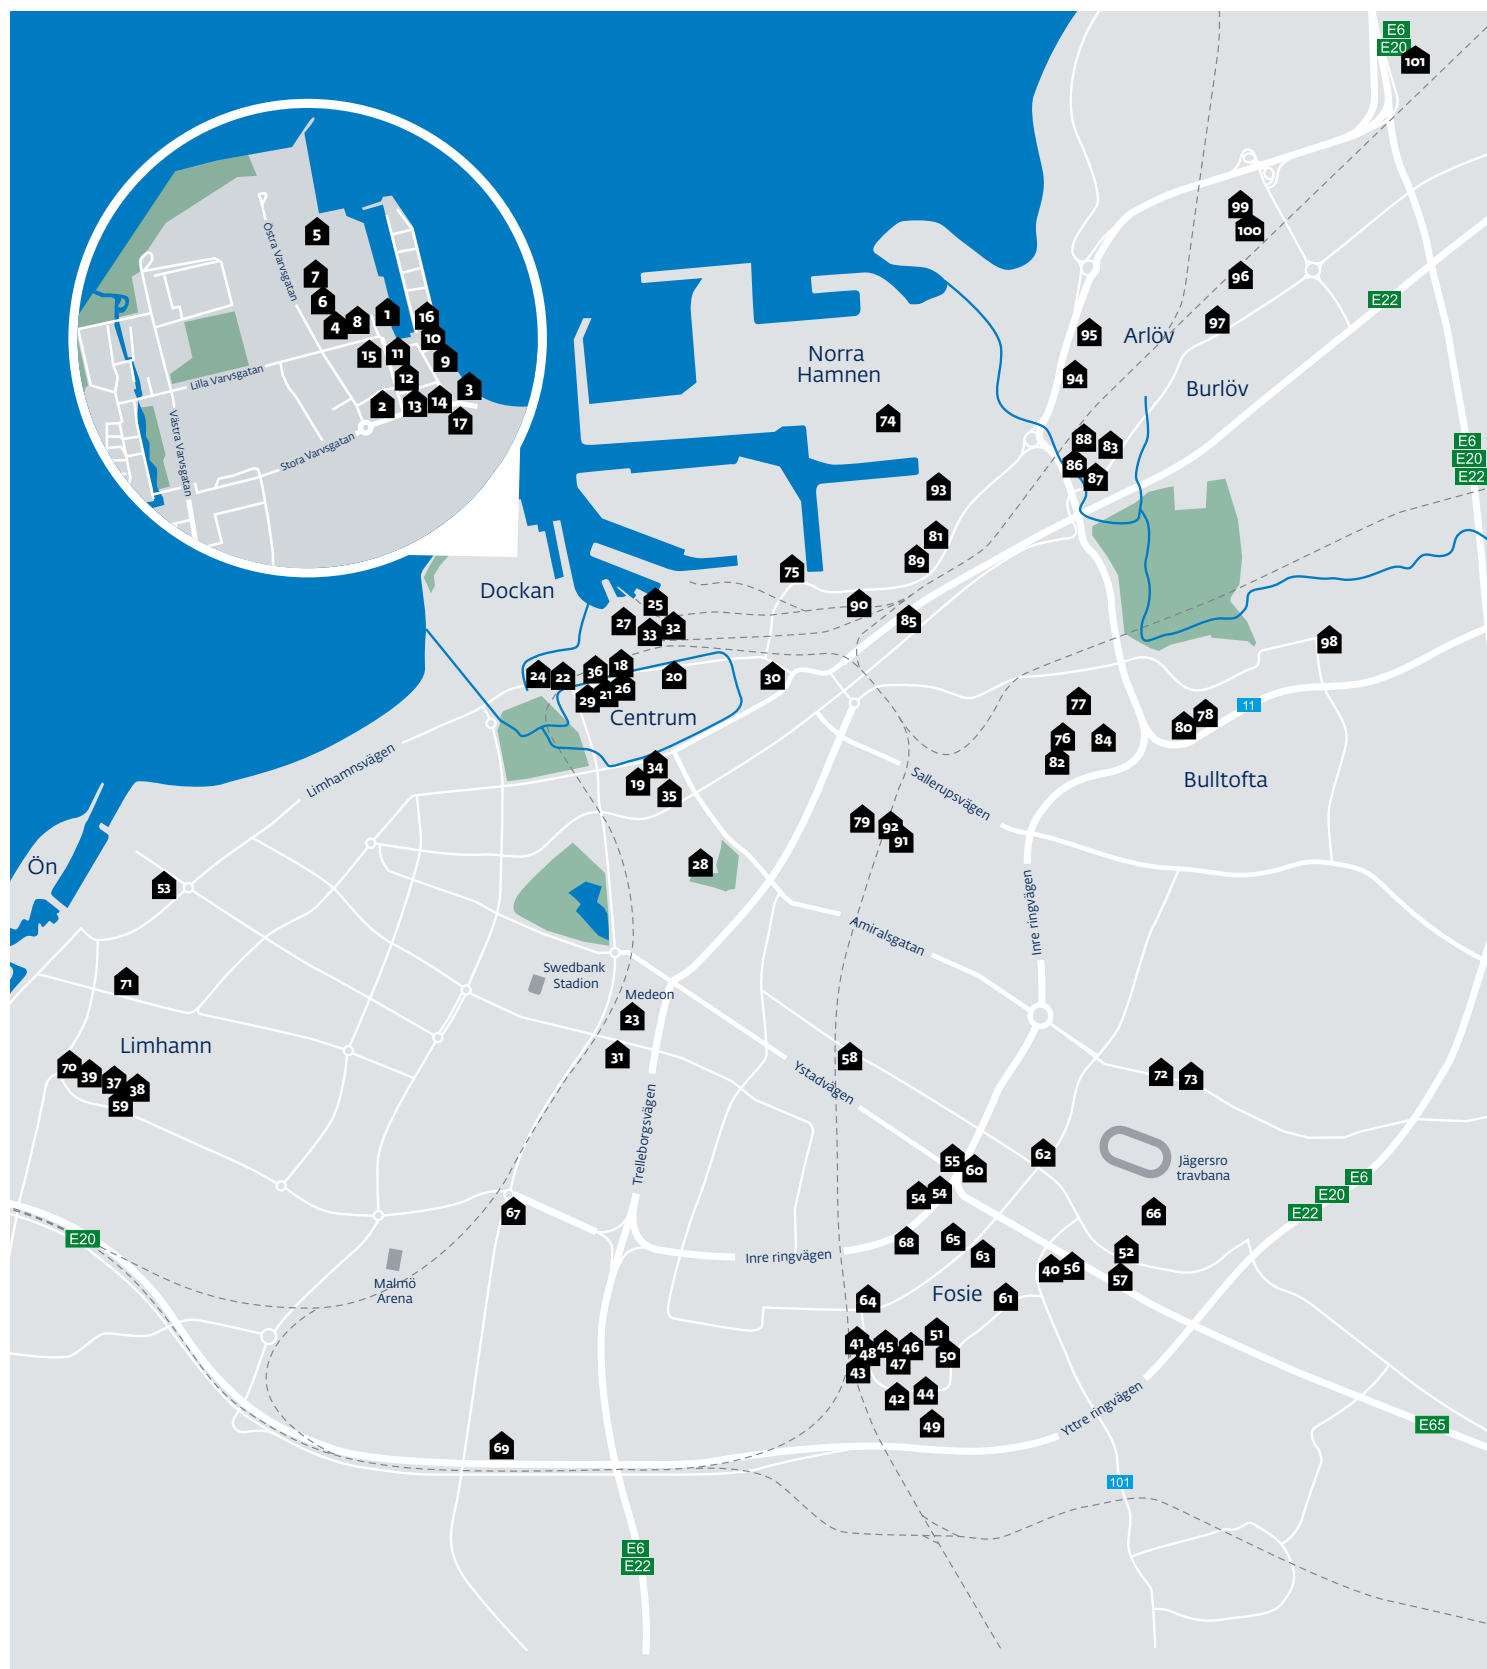 E6
E20
101
99
100
5
Östra Varvsgatan
7
96
6
E22
1
16
8
4
97
95
Arlöv
10
Norra
Hamnen
15
11
9
Lilla Varvsgatan
12
94
3
Burlöv
2
13
14
17
74
Västra Varvsgatan
Stora Varvsgatan
88
83
E6
E20
E22
86
87
93
81
89
75
Dockan
25
90
27
33
32
85
98
24
22
36
18
20
30
29
21
26
77
11
Centrum
78
80
76
84
82
Limhamnsvägen
34
19
35
Sallerupsvägen
Bulltofta
79
92
91
Ön
53
28
Inre ringvägen
Amiralsgatan
71
Swedbank
Stadion
Medeon
23
Limhamn
31
58
70
39
37
38
59
Ystadvägen
72
73
Trelleborgsvägen
55
60
62
Jägersro
travbana
E6
E20
E22
54
54
67
66
E20
68
65
63
52
Inre ringvägen
40
56
57
Malmö
Arena
Fosie
61
64
41
45
46
51
48
47
50
43
42
44
49
Yttre ringvägen
E65
69
101
E6
E22